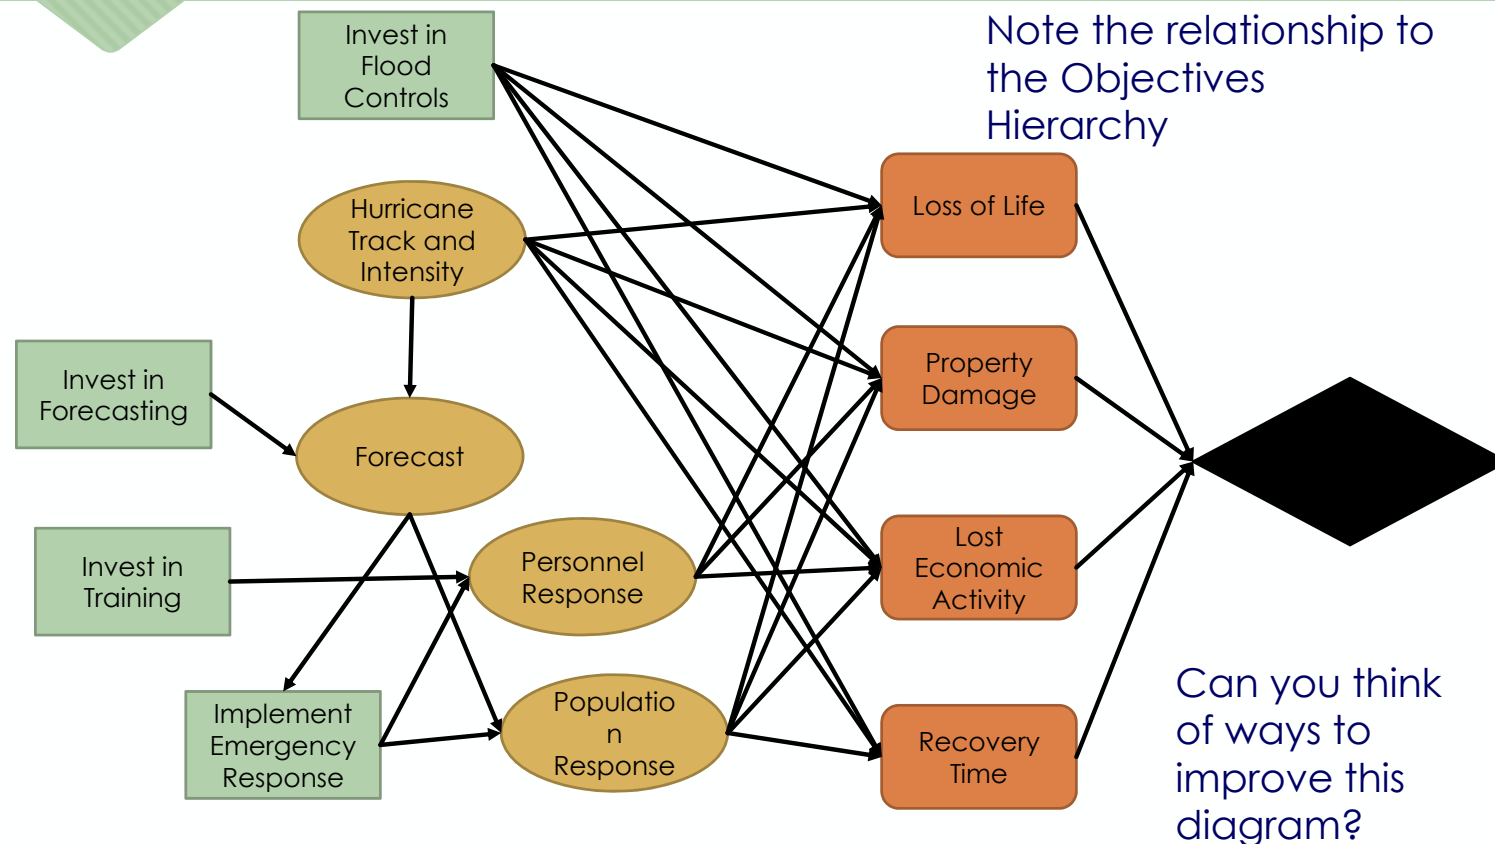 Invest in
Flood
Controls
Note the relationship to
the Objectives
Hierarchy
Hurricane
Track and
Intensity
Loss of Life
Invest in
Forecasting
Property
Damage
Forecast
Invest in
Training
Personnel
Response
Lost
Economic
Activity
Implement
Emergency
Response
Populatio
n
Response
Recovery
Time
Can you think
of ways to
improve this
diagram?